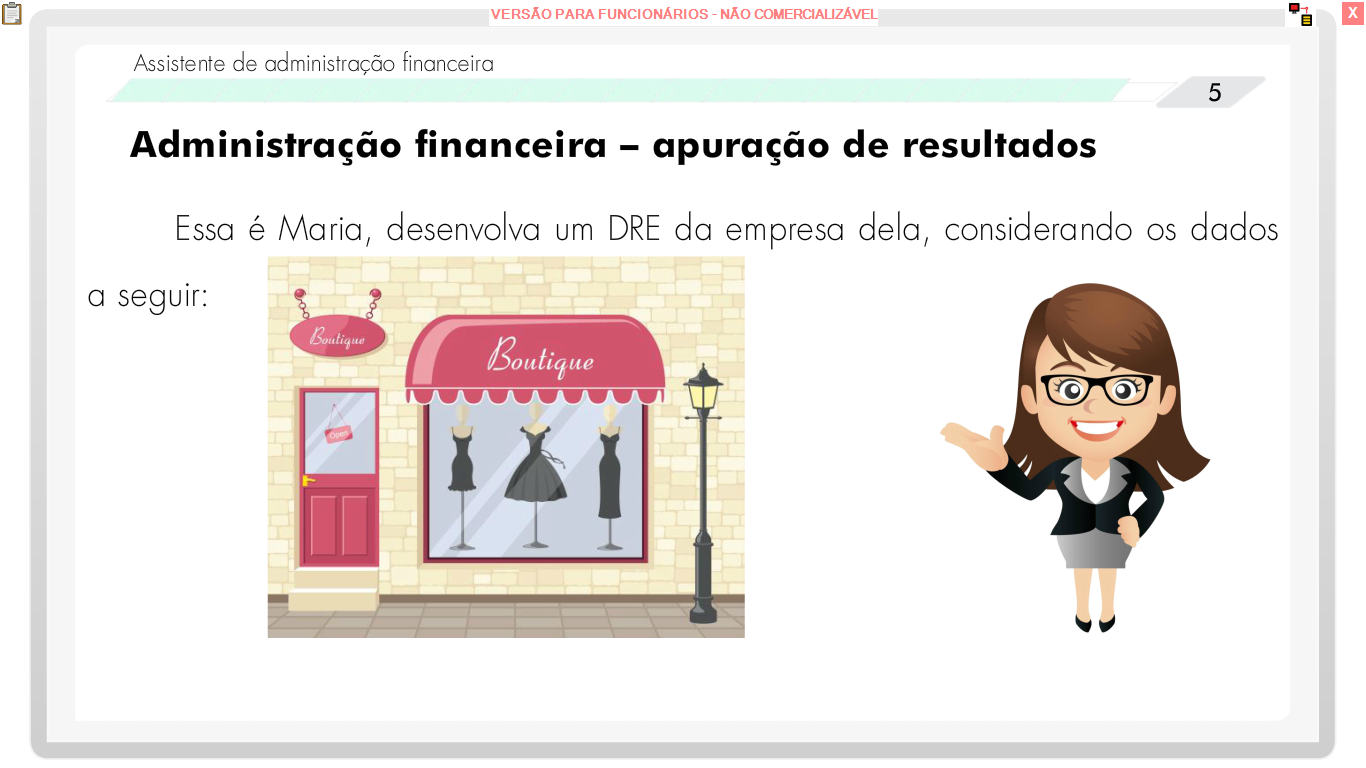 VERSÃO PARA FUNCIONÁRIOS - NÃO COMERCIALIZÁVEL
X
Assistente de administração financeira
5
Administração financeira – apuração de resultados
Essa é Maria, desenvolva um DRE da empresa dela, considerando os dados
a seguir:
Boutique
Boutique
Open